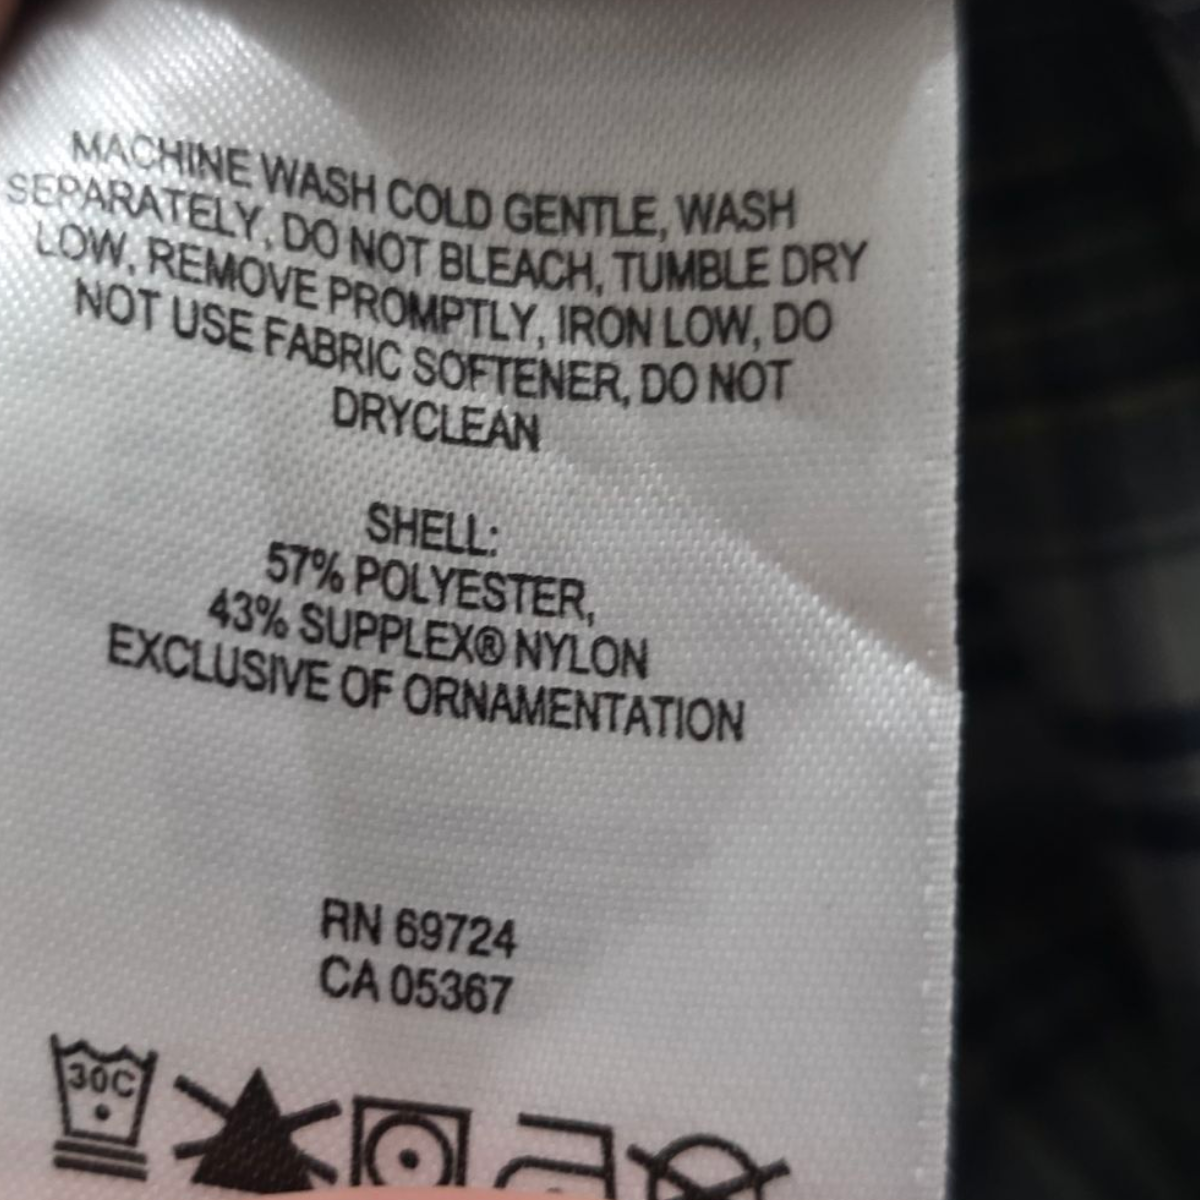 MACHINE WASH COLD GENTLE, WASH
SEPARATELY, DO NOT BLEACH, TUMBLE DRY
LOW, REMOVE PROMPTLY, IRON LOW, DO
NOT USE FABRIC SOFTENER, DO NOT
DRYCLEAN
SHELL:
57% POLYESTER,
43% SUPPLEX® NYLON
EXCLUSIVE OF ORNAMENTATION
RN 69724
CA 05367
30C